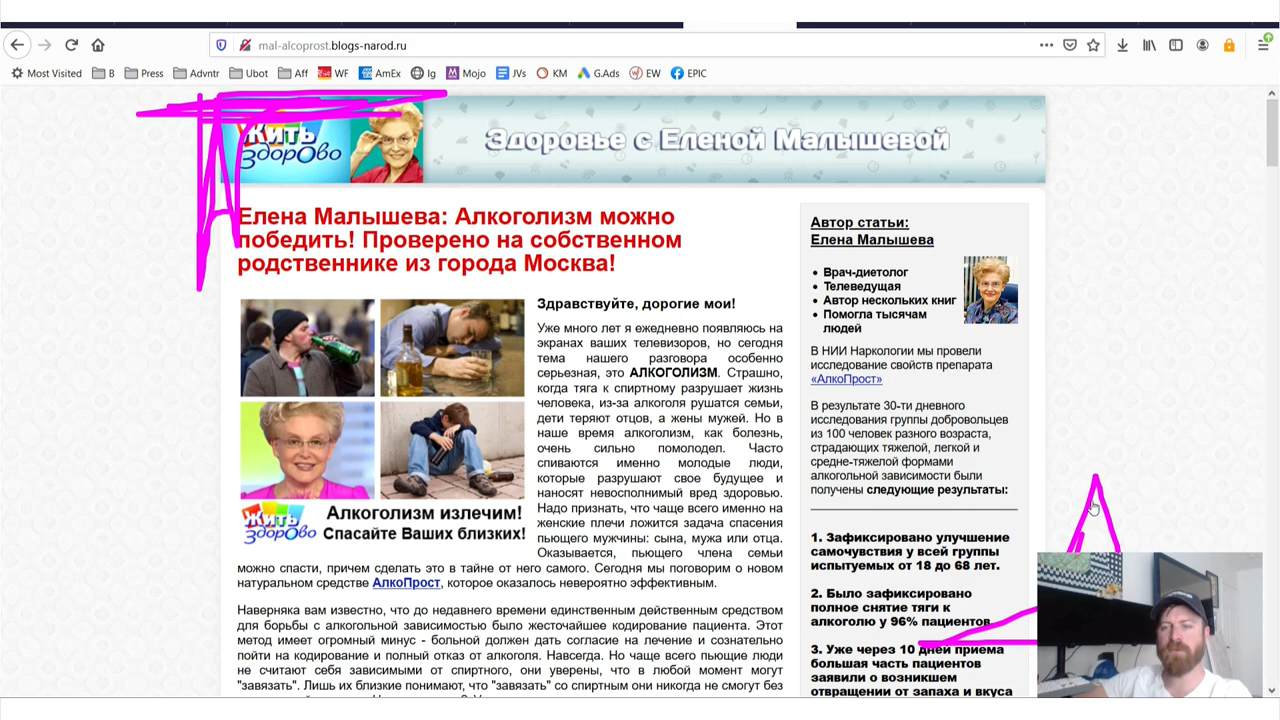 mal-alcoprost.blogs-narod.ru
Most Visited B Press Advntr Ubot Aff WF AmEx Ig Mojo JVs KM G.Ads EW EPIC
ЖИТЬ
ЗДОРОВО
Здоровье с Еленой Малышевой
Елена Малышева: Алкоголизм можно
победить! Проверено на собственном
родственнике из города Москва!
Здравствуйте, дорогие мои!
Уже много лет я ежедневно появляюсь на
экранах ваших телевизоров, но сегодня
тема нашего разговора особенно
серьезная, это АЛКОГОЛИЗМ. Страшно,
когда тяга к спиртному разрушает жизнь
человека, из-за алкоголя рушатся семьи,
дети теряют отцов, а жены мужей. Но в
наше время алкоголизм, как болезнь,
очень сильно помолодел. Часто
спиваются именно молодые люди,
которые разрушают свое будущее и
наносят невосполнимый вред здоровью.
Надо признать, что чаще всего именно на
женские плечи ложится задача спасения
пьющего мужчины: сына, мужа или отца.
Оказывается, пьющего члена семьи
Алкоголизм излечим!
Спасайте Ваших близких!
ЖИТЬ
ЗДОРОВО
можно спасти, причем сделать это в тайне от него самого. Сегодня мы поговорим о новом
натуральном средстве АлкоПрост, которое оказалось невероятно эффективным.
Наверняка вам известно, что до недавнего времени единственным действенным средством
для борьбы с алкогольной зависимостью было жесточайшее кодирование пациента. Этот
метод имеет огромный минус - больной должен дать согласие на лечение и сознательно
пойти на кодирование и полный отказ от алкоголя. Навсегда. Но чаще всего пьющие люди
не считают себя зависимыми от спиртного, они уверены, что в любой момент могут
"завязать". Лишь их близкие понимают, что "завязать" со спиртным они никогда не смогут без
Автор статьи:
Елена Малышева
Врач-диетолог
Телеведущая
Автор нескольких книг
Помогла тысячам
людей
В НИИ Наркологии мы провели
исследование свойств препарата
«АлкоПрост»
В результате 30-ти дневного
исследования группы добровольцев
из 100 человек разного возраста,
страдающих тяжелой, легкой и
средне-тяжелой формами
алкогольной зависимости были
получены следующие результаты:
1. Зафиксировано улучшение
самочувствия у всей группы
испытуемых от 18 до 68 лет.
2. Было зафиксировано
полное снятие тяги к
алкоголю у 96% пациентов.
3. Уже через 10 дней приема
большая часть пациентов
заявили о возникшем
отвращении от запаха и вкуса